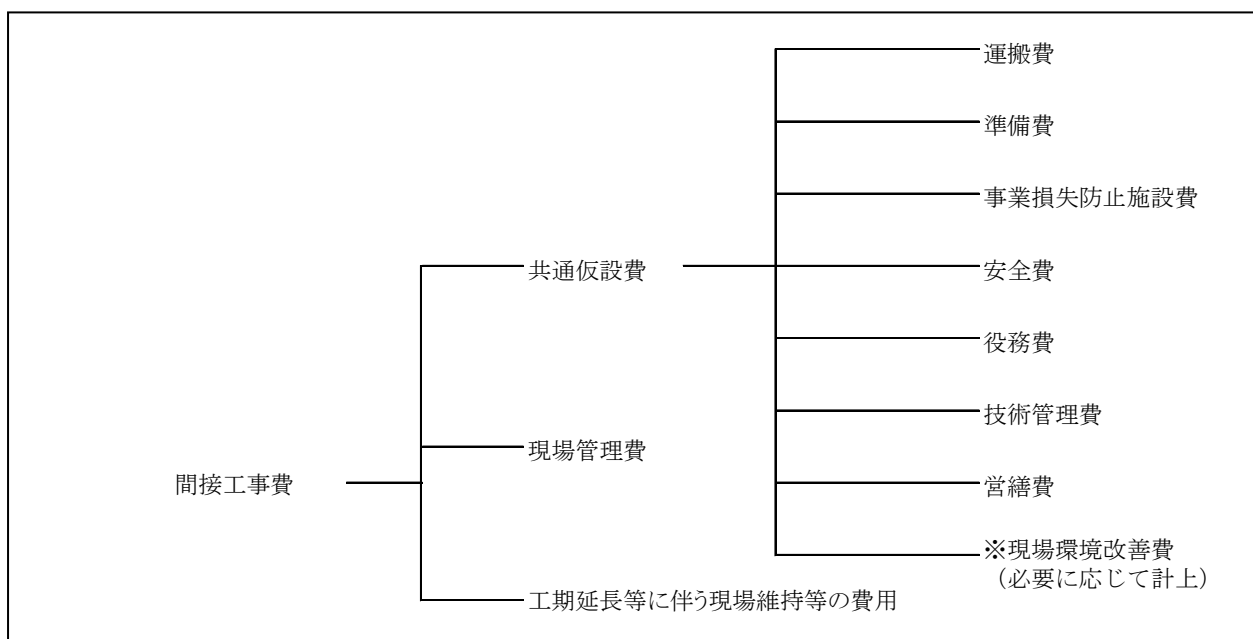 運搬費
準備費
事業損失防止施設費
共通仮設費
安全費
役務費
技術管理費
現場管理費
間接工事費
営繕費
※現場環境改善費
(必要に応じて計上)
工期延長等に伴う現場維持等の費用